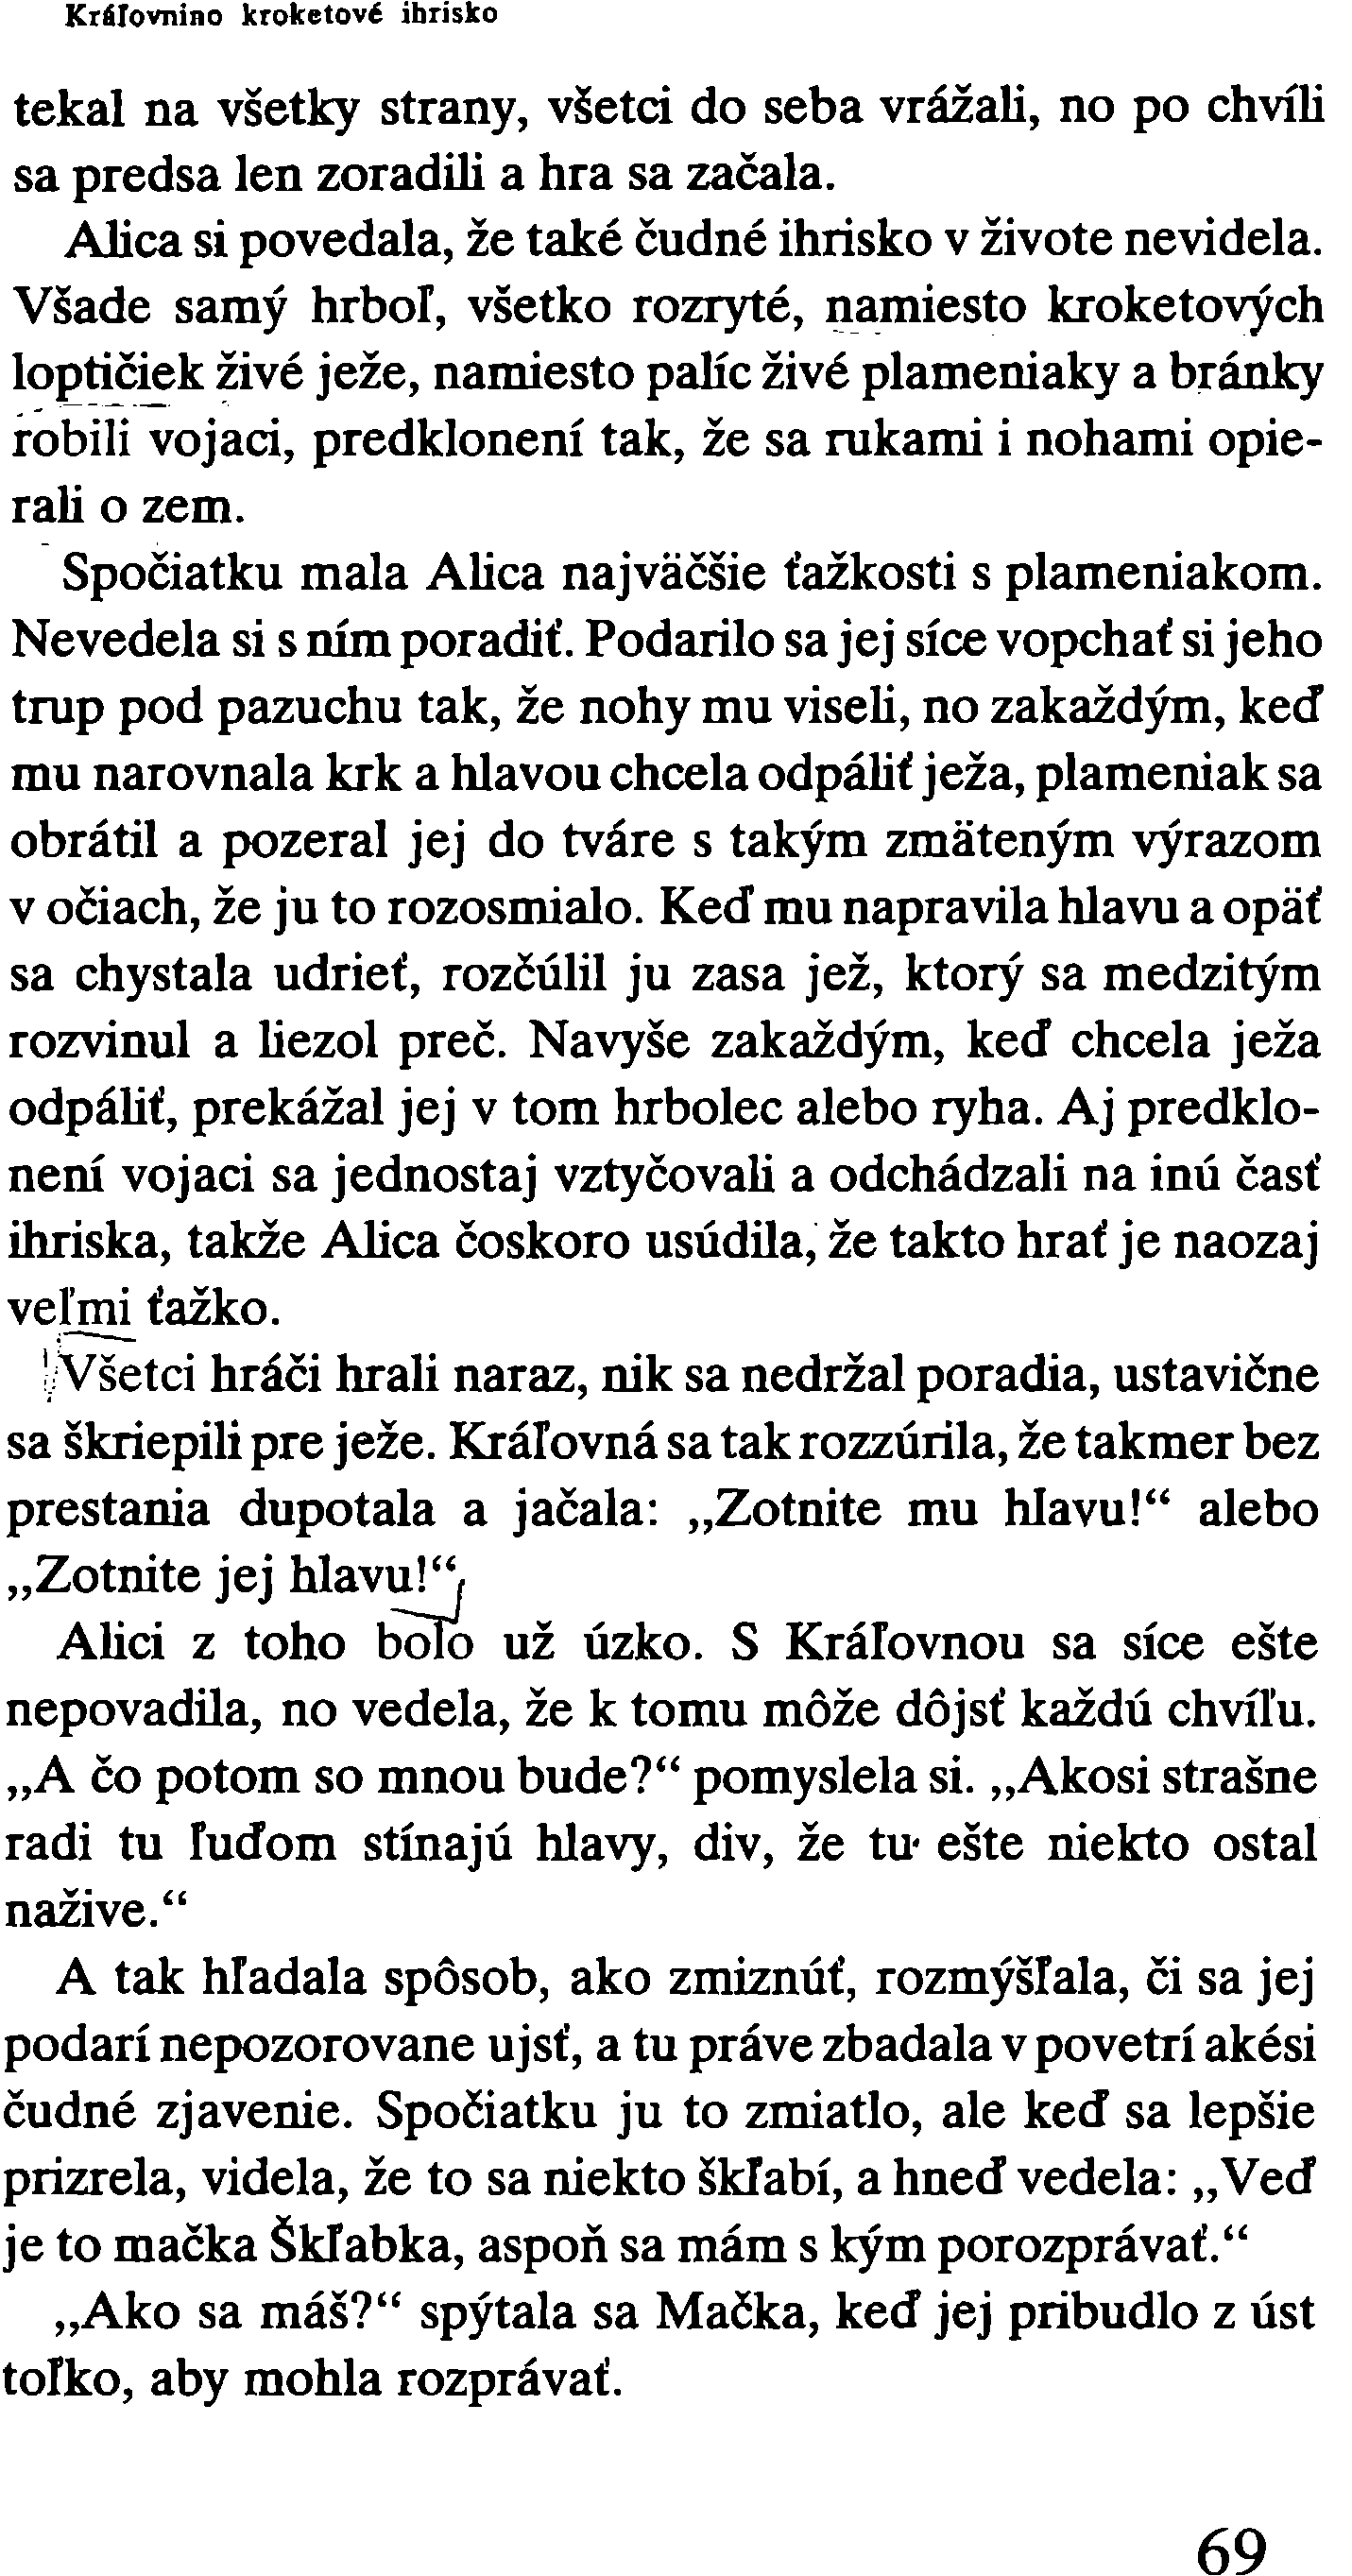 Kráľovnino kroketové ihrisko
tekal na všetky strany, všetci do seba vrážali, no po chvíli
sa predsa len zoradili a hra sa začala.
Alica si povedala, že také čudné ihrisko v živote nevidela.
Všade samý hrboľ, všetko rozryté, namiesto kroketových
loptičiek živé ježe, namiesto palíc živé plameniaky a bránky
robili vojaci, predklonení tak, že sa rukami i nohami opie-
rali o zem.
Spočiatku mala Alica najväčšie ťažkosti s plameniakom.
Nevedela si s ním poradiť. Podarilo sa jej síce vopchať si jeho
trup pod pazuchu tak, že nohy mu viseli, no zakaždým, keď
mu narovnala krk a hlavou chcela odpáliť ježa, plameniak sa
obrátil a pozeral jej do tváre s takým zmäteným výrazom
v očiach, že ju to rozosmialo. Keď mu napravila hlavu a opäť
sa chystala udrieť, rozčúlil ju zasa jež, ktorý sa medzitým
rozvinul a liezol preč. Navyše zakaždým, keď chcela ježa
odpáliť, prekážal jej v tom hrbolec alebo ryha. Aj predklo-
není vojaci sa jednostaj vztyčovali a odchádzali na inú časť
ihriska, takže Alica čoskoro usúdila, že takto hrať je naozaj
veľmi ťažko.
Všetci hráči hrali naraz, nik sa nedržal poradia, ustavične
sa škriepili pre ježe. Kráľovná sa tak rozzúrila, že takmer bez
prestania dupotala a jačala: „Zotnite mu hlavu!“ alebo
„Zotnite jej hlavu!“
Alici z toho bolo už úzko. S Kráľovnou sa síce ešte
nepovadila, no vedela, že k tomu môže dôjsť každú chvíľu.
„A čo potom so mnou bude?“ pomyslela si. „Akosi strašne
radi tu ľuďom stínajú hlavy, div, že tu ešte niekto ostal
nažive.“
A tak hľadala spôsob, ako zmiznúť, rozmýšľala, či sa jej
podarí nepozorovane ujsť, a tu práve zbadala v povetrí akési
čudné zjavenie. Spočiatku ju to zmiatlo, ale keď sa lepšie
prizrela, videla, že to sa niekto škľabí, a hneď vedela: „Veď
je to mačka Škľabka, aspoň sa mám s kým porozprávať.“
„Ako sa máš?“ spýtala sa Mačka, keď jej pribudlo z úst
toľko, aby mohla rozprávať.
69